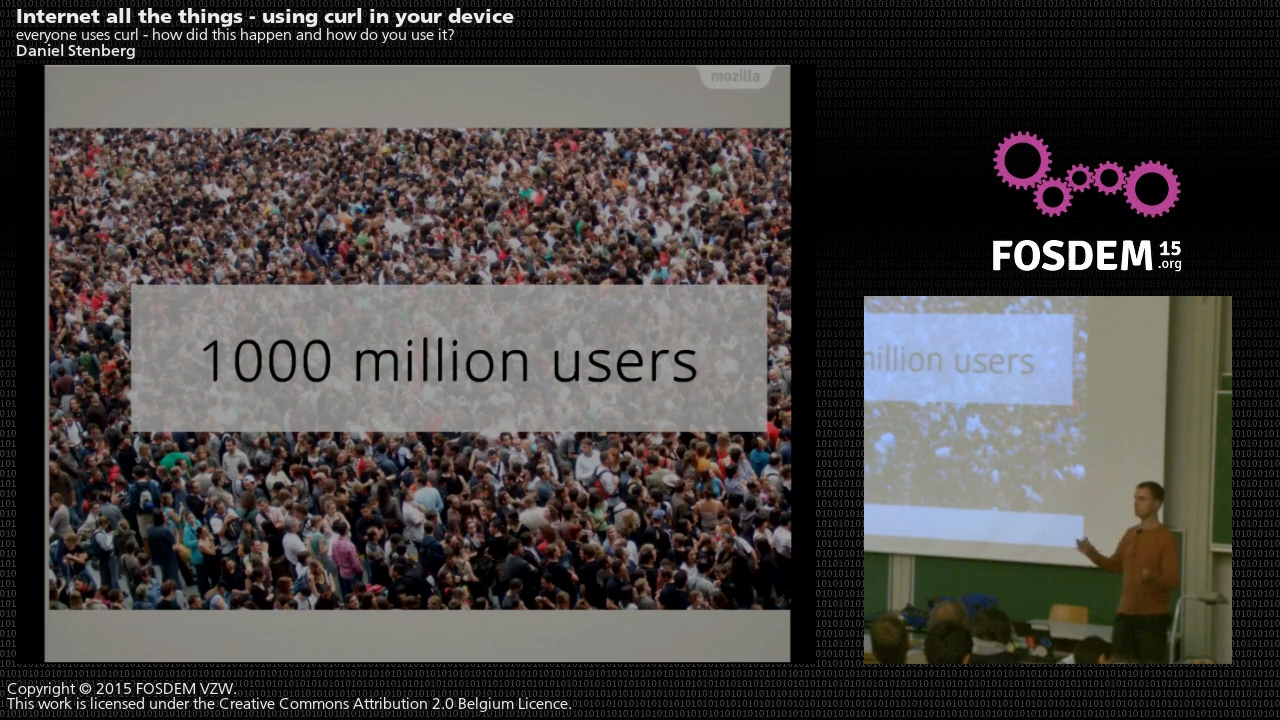 Internet all the things - using curl in your device
everyone uses curl - how did this happen and how do you use it?
Daniel Stenberg
mozilla
1000 million users
FOSDEM 15
.org
million users
Copyright © 2015 FOSDEM VZW.
This work is licensed under the Creative Commons Attribution 2.0 Belgium Licence.